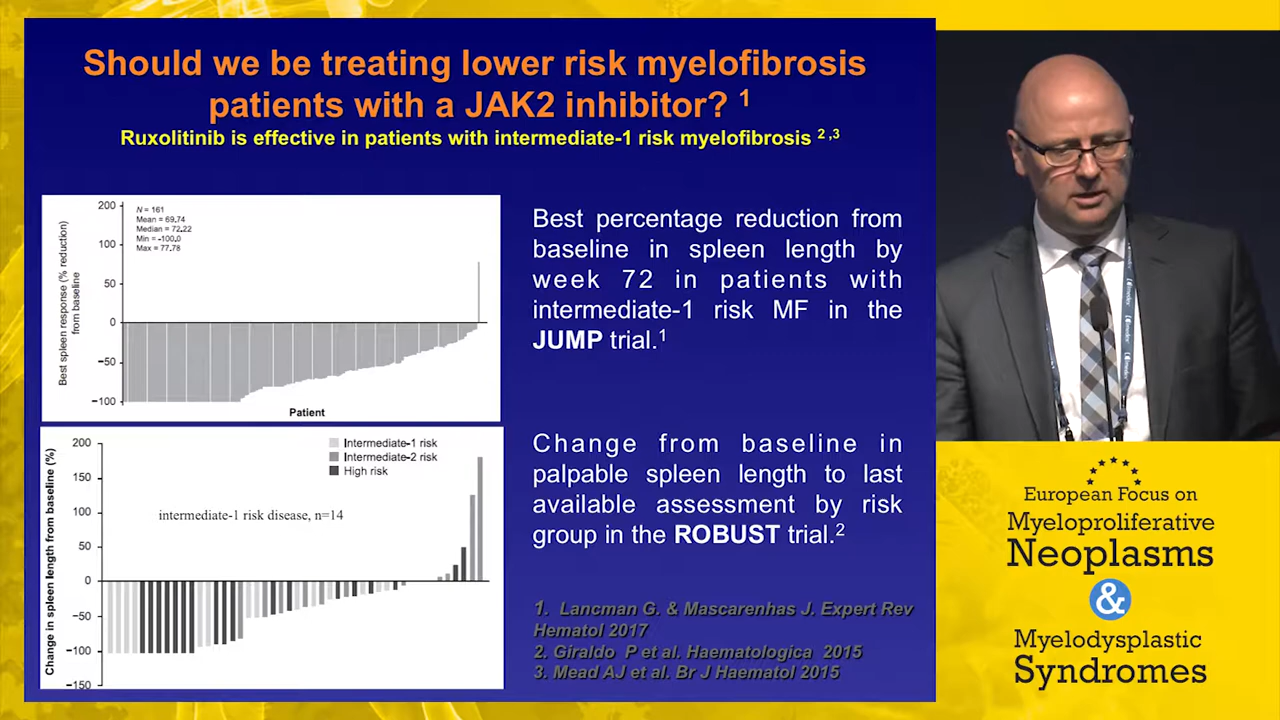 Should we be treating lower risk myelofibrosis
patients with a JAK2 inhibitor? 1
Ruxolitinib is effective in patients with intermediate-1 risk myelofibrosis 2,3
Best spleen response (% reduction)
from baseline
200
100
50
0
−50
−100
N = 161
Mean = 69.74
Median = 72.22
Min = -100.0
Max = 77.78
Patient
Best percentage reduction from
baseline in spleen length by
week 72 in patients with
intermediate-1 risk MF in the
JUMP trial.1
Change in spleen length from baseline (%)
200
150
100
50
0
−50
−100
−150
Intermediate-1 risk
Intermediate-2 risk
High risk
intermediate-1 risk disease, n=14
Change from baseline in
palpable spleen length to last
available assessment by risk
group in the ROBUST trial.2
1. Lancman G. & Mascarenhas J. Expert Rev
Hematol 2017
2. Giraldo P et al. Haematologica 2015
3. Mead AJ et al. Br J Haematol 2015
European Focus on
Myeloproliferative
Neoplasms
&
Myelodysplastic
Syndromes